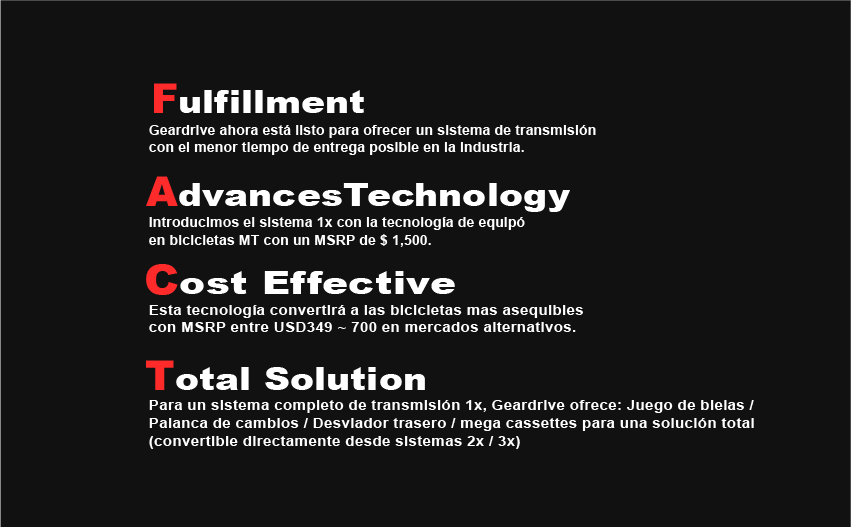 Fulfillment
Geardrive ahora está listo para ofrecer un sistema de transmisión
con el menor tiempo de entrega posible en la industria.
AdvancesTechnology
Introducimos el sistema 1x con la tecnología de equipó
en bicicletas MT con un MSRP de $ 1,500.
Cost Effective
Esta tecnología convertirá a las bicicletas mas asequibles
con MSRP entre USD349 ~ 700 en mercados alternativos.
Total Solution
Para un sistema completo de transmisión 1x, Geardrive ofrece: Juego de bielas /
Palanca de cambios / Desviador trasero / mega cassettes para una solución total
(convertible directamente desde sistemas 2x / 3x)